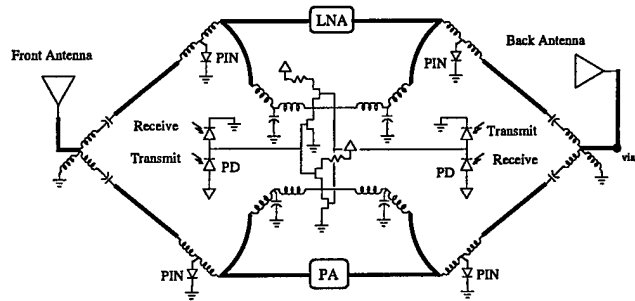 LNA
Front Antenna
Back Antenna
PIN
PIN
Receive
Transmit
Transmit
PD
PD
Receive
via
PIN
PA
PIN